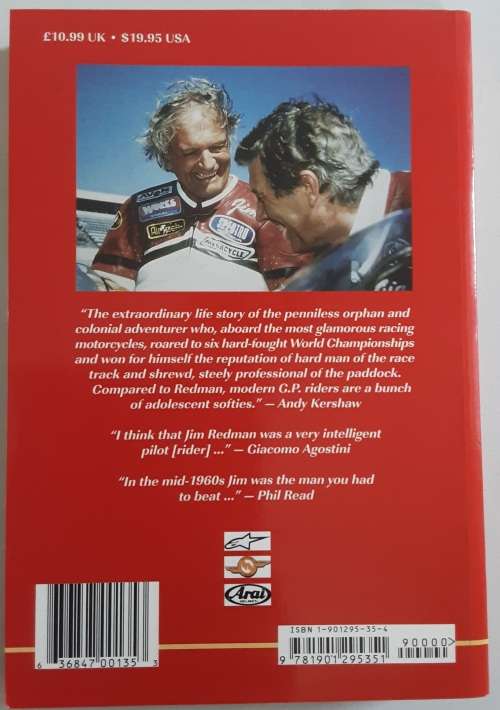 £10.99 UK • $19.95 USA
AVON
WORKS
Jim
MOTORCYCLE
"The extraordinary life story of the penniless orphan and
colonial adventurer who, aboard the most glamorous racing
motorcycles, roared to six hard-fought World Championships
and won for himself the reputation of hard man of the race
track and shrewd, steely professional of the paddock.
Compared to Redman, modern G.P. riders are a bunch
of adolescent softies." — Andy Kershaw
"I think that Jim Redman was a very intelligent
pilot [rider] ..." — Giacomo Agostini
"In the mid-1960s Jim was the man you had
to beat ..." — Phil Read
Arai
ISBN 1-901295-35-4
90000>
6 36847 00135 3
9 781901 295351